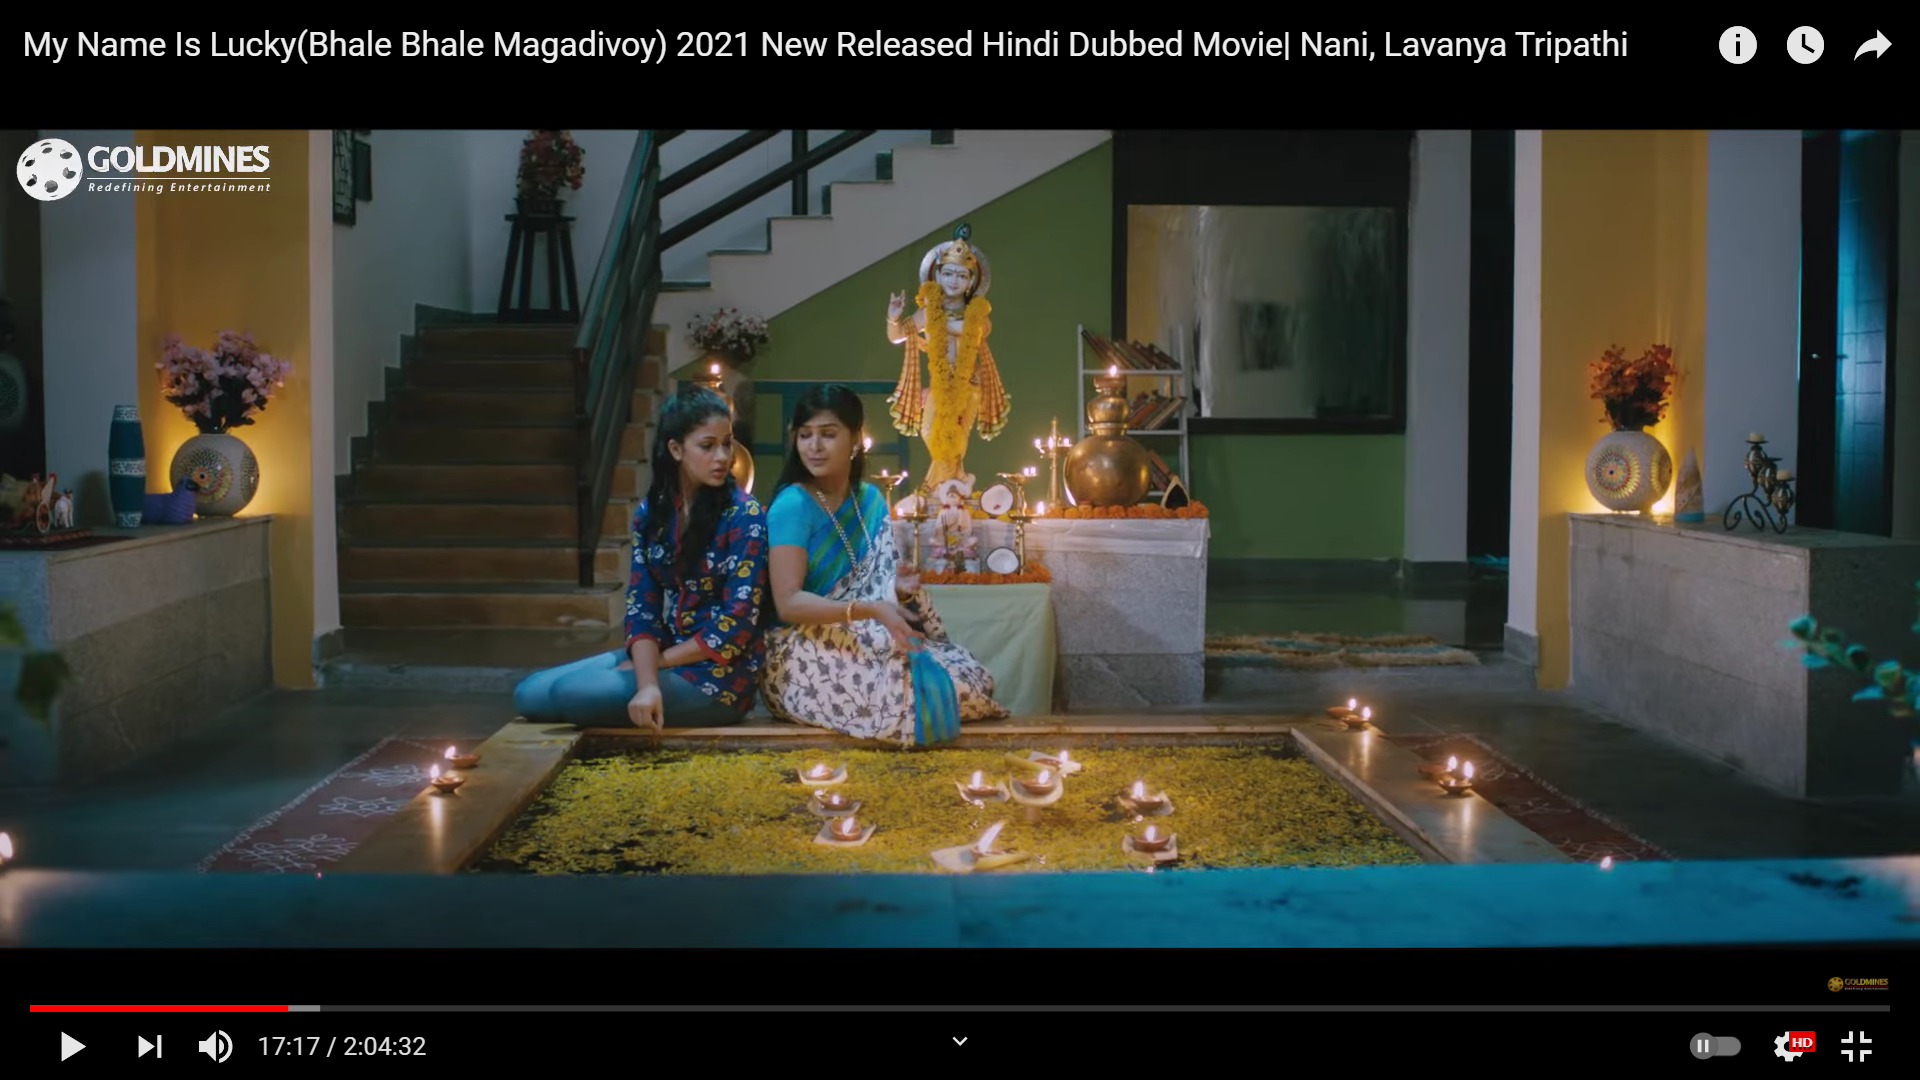 My Name Is Lucky(Bhale Bhale Magadivoy) 2021 New Released Hindi Dubbed Movie| Nani, Lavanya Tripathi
GOLDMINES
Redefining Entertainment
GOLDMINES
17:17 / 2:04:32
HD